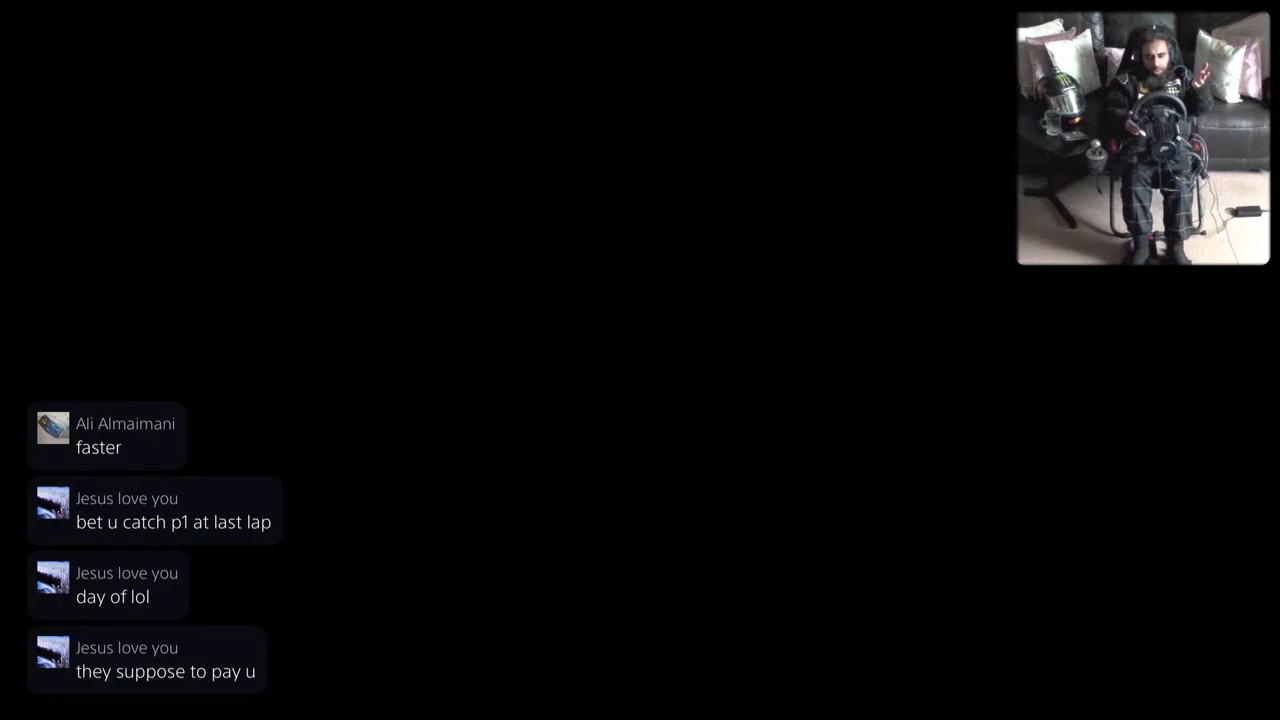 Ali Almaimani
faster
Jesus love you
bet u catch p1 at last lap
Jesus love you
day of lol
Jesus love you
they suppose to pay u